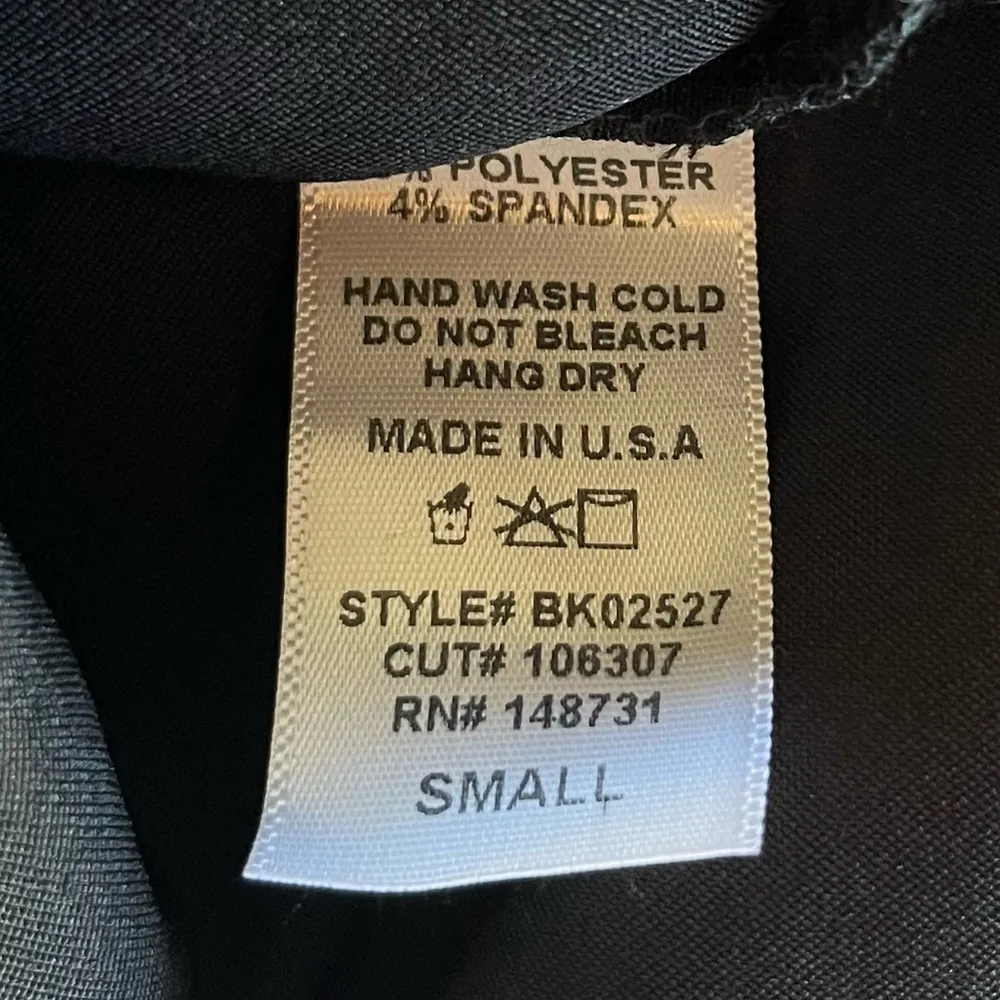 % POLYESTER
4% SPANDEX
HAND WASH COLD
DO NOT BLEACH
HANG DRY
MADE IN U.S.A
STYLE# BK02527
CUT# 106307
RN# 148731
SMALL